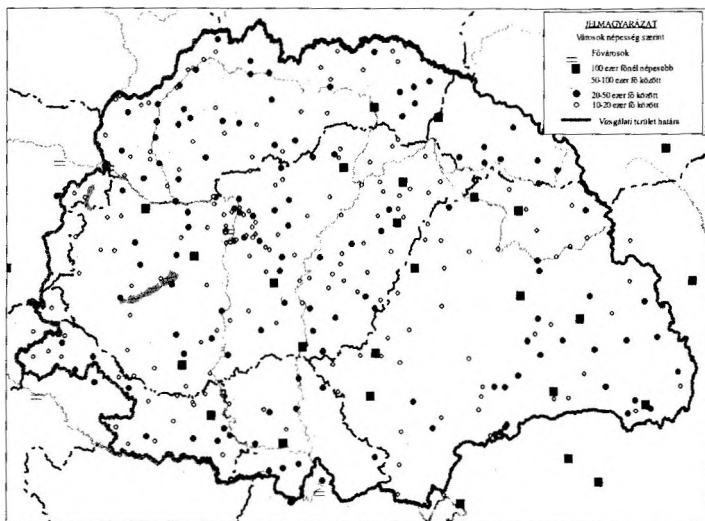 JELMAGYARÁZAT
Városok népesség szerint
Fővárosok
100 ezer főnél népesebb
50-100 ezer fő között
20-50 ezer fő között
10-20 ezer fő között
Vizsgálati terület határa